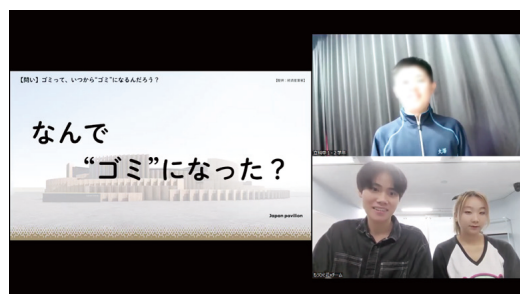 【問い】ゴミって、いつから“ゴミ”になるんだろう？
なんで
“ゴミ”になった？
Japan pavilion